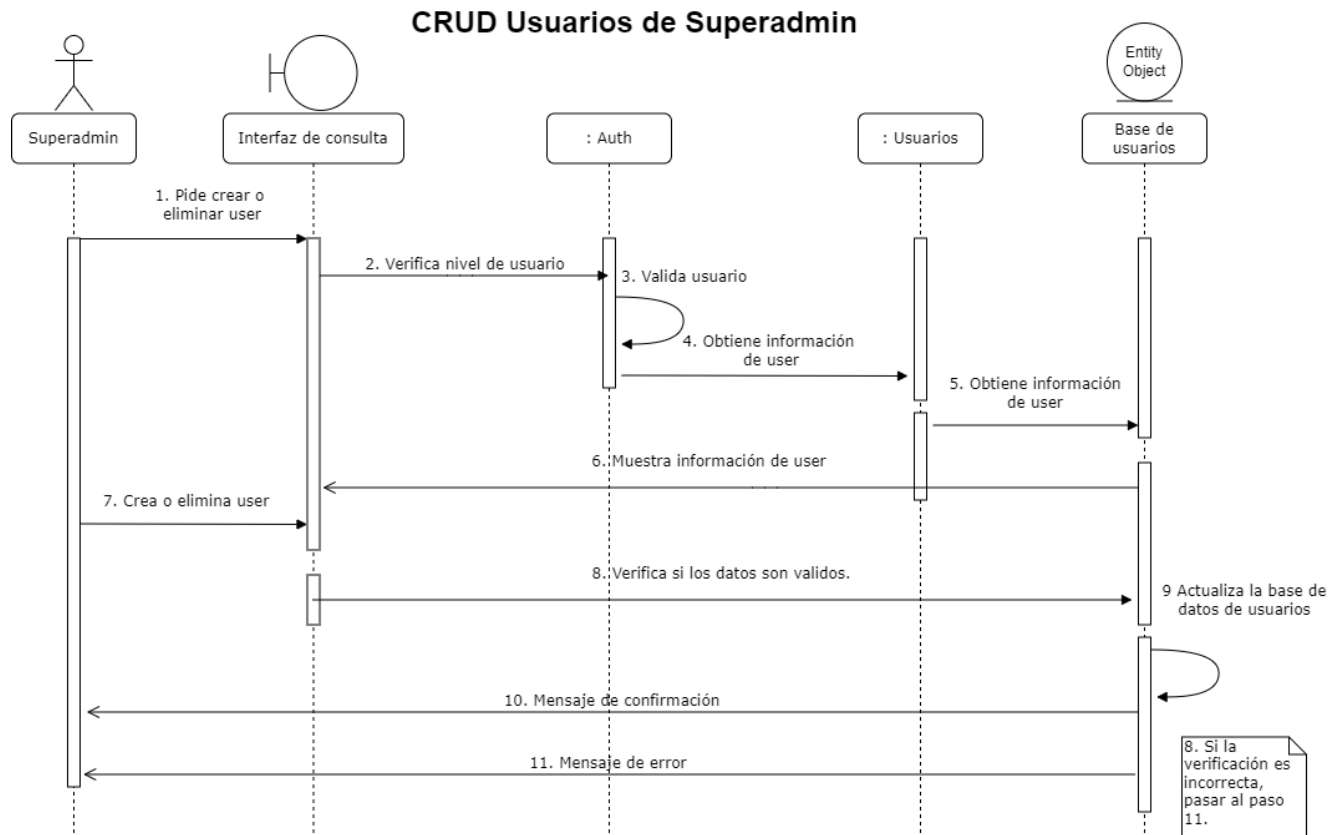 CRUD Usuarios de Superadmin
Entity
Object
Superadmin
Interfaz de consulta
: Auth
: Usuarios
Base de
usuarios
1. Pide crear o
eliminar user
2. Verifica nivel de usuario
3. Valida usuario
4. Obtiene información
de user
5. Obtiene información
de user
6. Muestra información de user
7. Crea o elimina user
8. Verifica si los datos son validos.
9 Actualiza la base de
datos de usuarios
10. Mensaje de confirmación
11. Mensaje de error
8. Si la
verificación es
incorrecta,
pasar al paso
11.